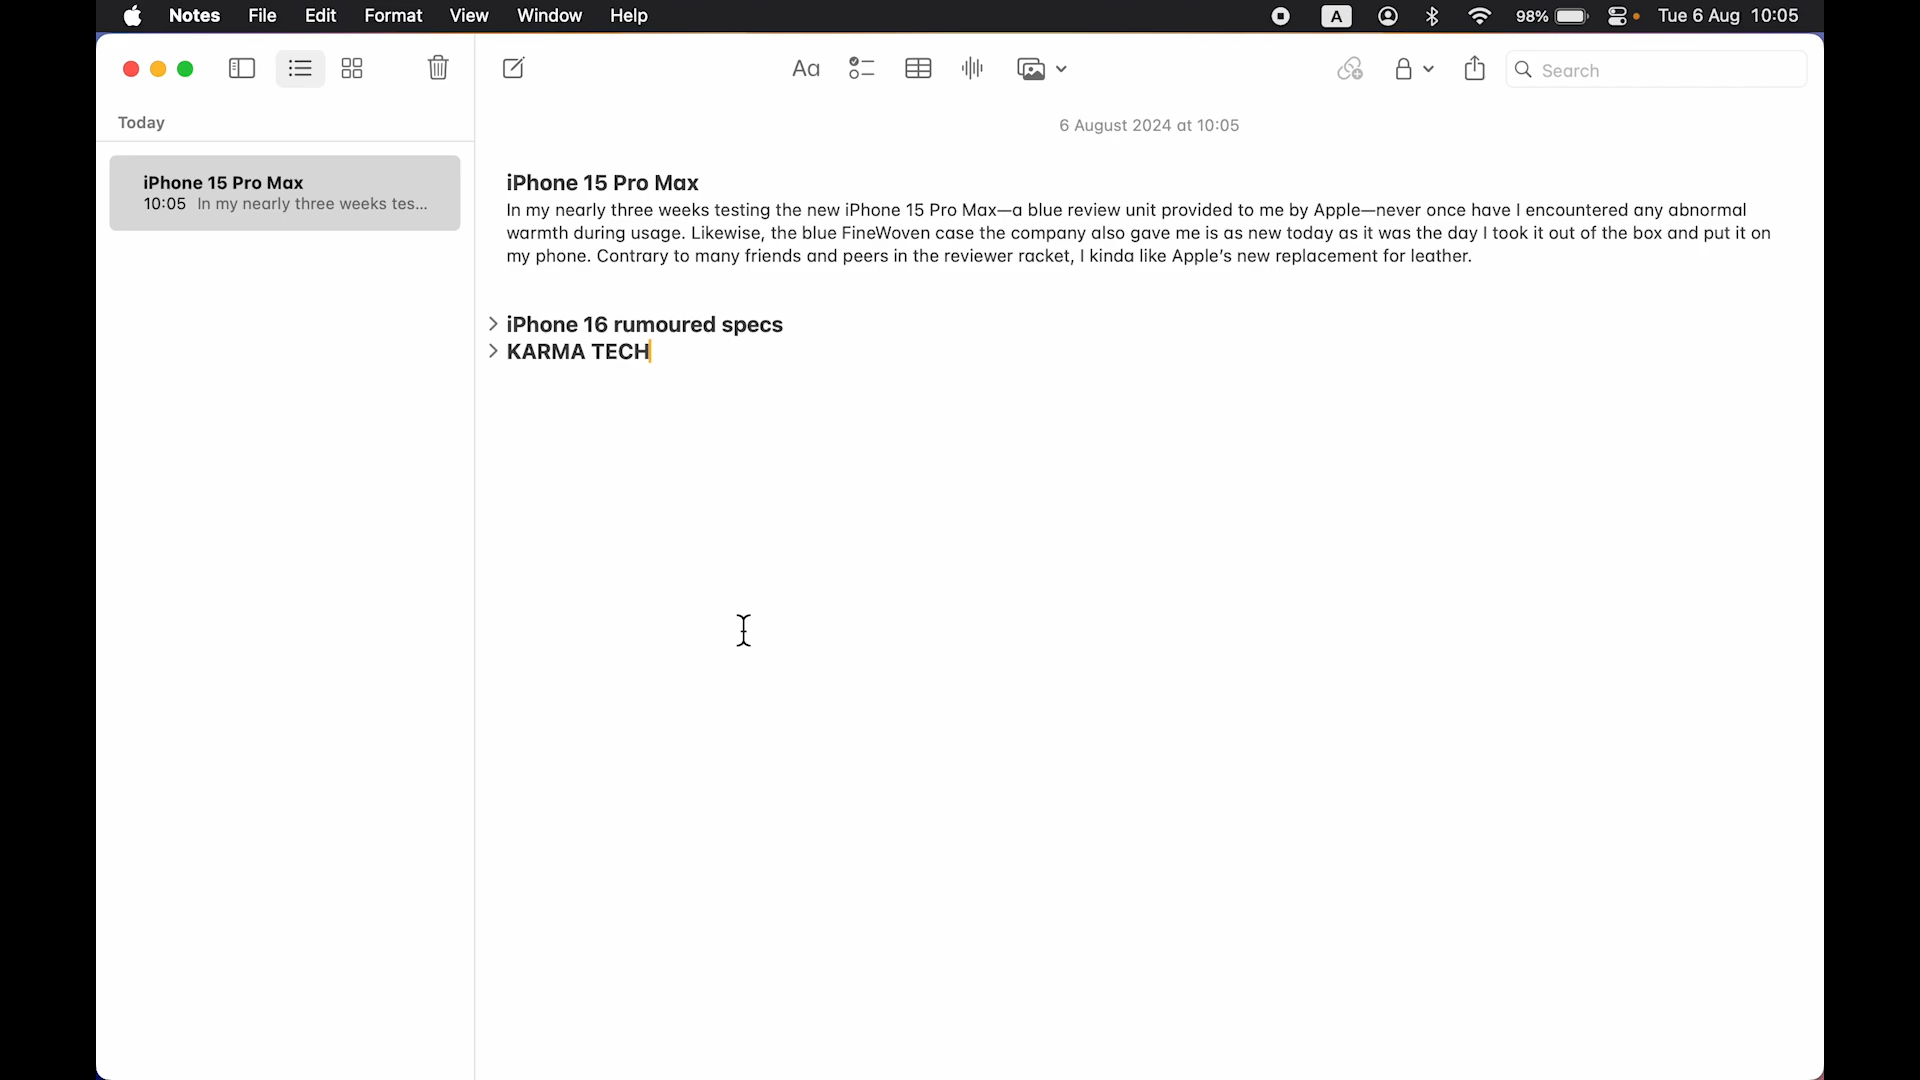 Notes File Edit Format View Window Help A 98% Tue 6 Aug 10:05
Aa Search
Today
6 August 2024 at 10:05
iPhone 15 Pro Max
10:05 In my nearly three weeks tes...
iPhone 15 Pro Max
In my nearly three weeks testing the new iPhone 15 Pro Max—a blue review unit provided to me by Apple—never once have I encountered any abnormal
warmth during usage. Likewise, the blue FineWoven case the company also gave me is as new today as it was the day I took it out of the box and put it on
my phone. Contrary to many friends and peers in the reviewer racket, I kinda like Apple’s new replacement for leather.
iPhone 16 rumoured specs
KARMA TECH